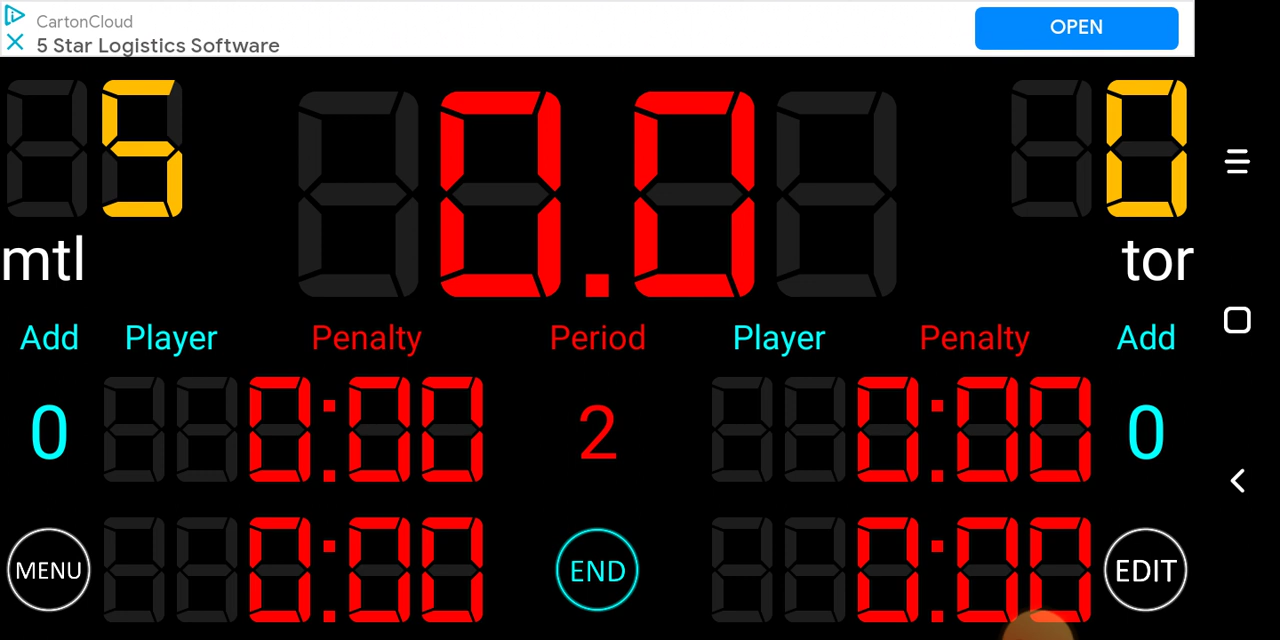 CartonCloud
5 Star Logistics Software
OPEN
5 0.0 0
mtl tor
Add Player Penalty Period Player Penalty Add
0 0:00 2 0:00 0
MENU 0:00 END 0:00 EDIT